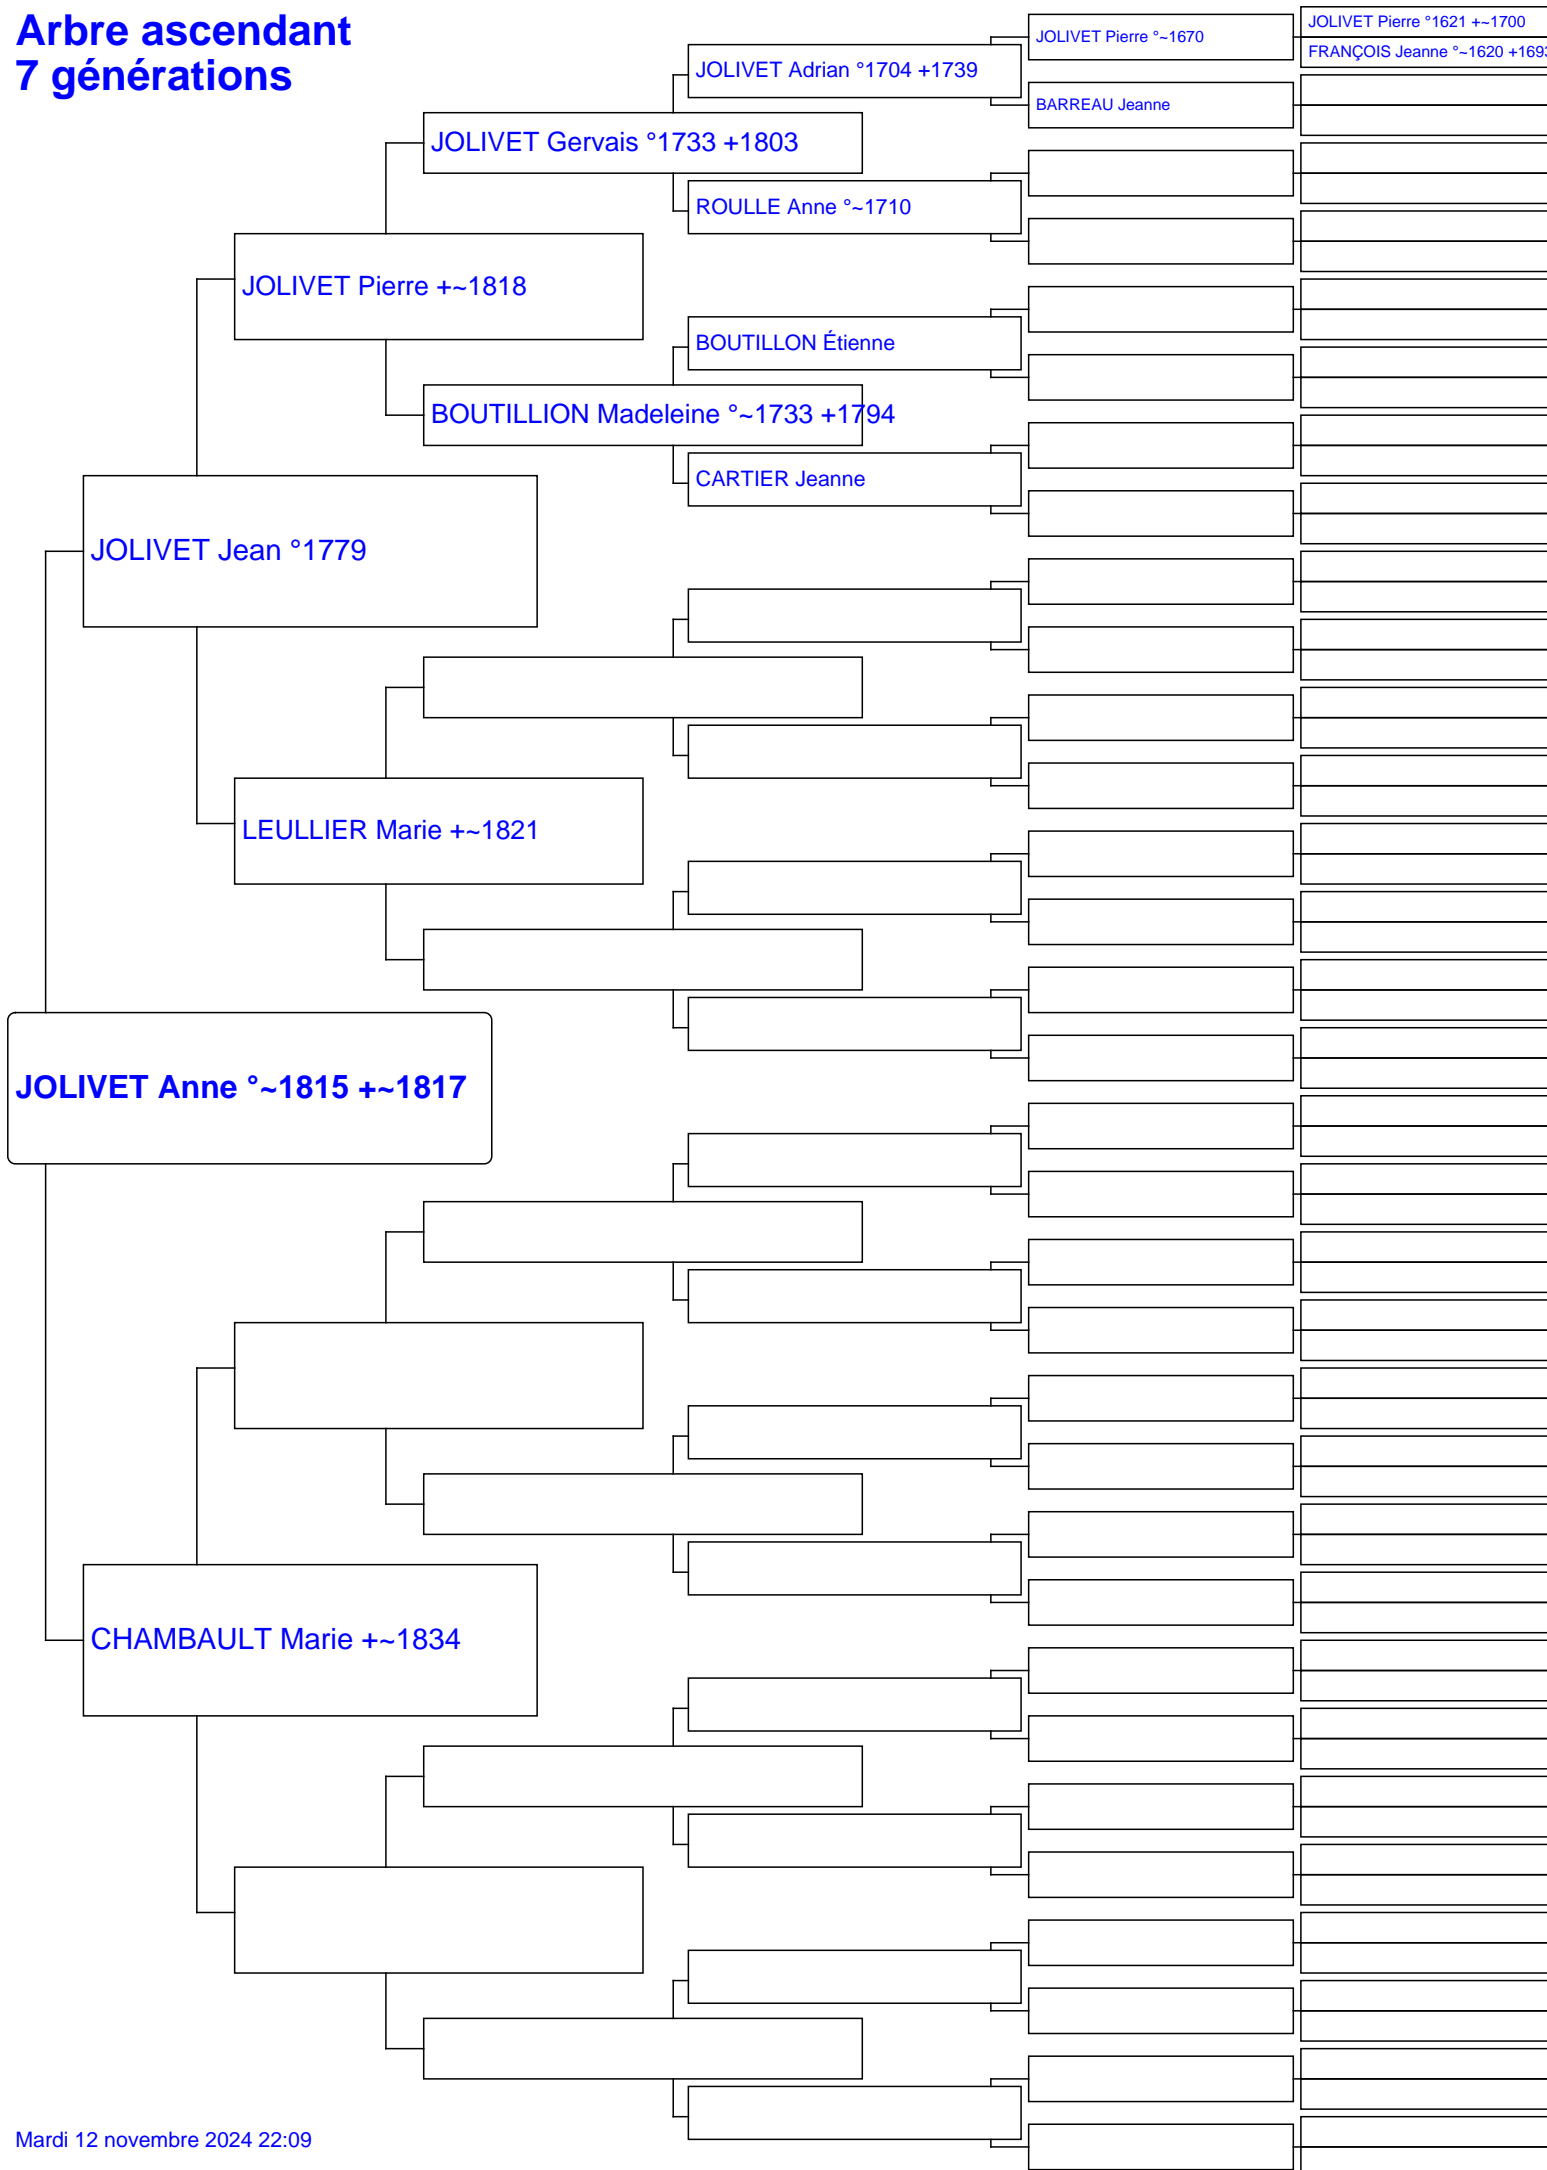 Arbre ascendant
7 générations
JOLIVET Pierre °1621 +~1700
FRANÇOIS Jeanne °~1620 +1693
JOLIVET Pierre °~1670
JOLIVET Adrian °1704 +1739
BARREAU Jeanne
JOLIVET Gervais °1733 +1803
ROULLE Anne °~1710
JOLIVET Pierre +~1818
BOUTILLON Étienne
BOUTILLION Madeleine °~1733 +1794
CARTIER Jeanne
JOLIVET Jean °1779
LEULLIER Marie +~1821
JOLIVET Anne °~1815 +~1817
CHAMBAULT Marie +~1834
Mardi 12 novembre 2024 22:09